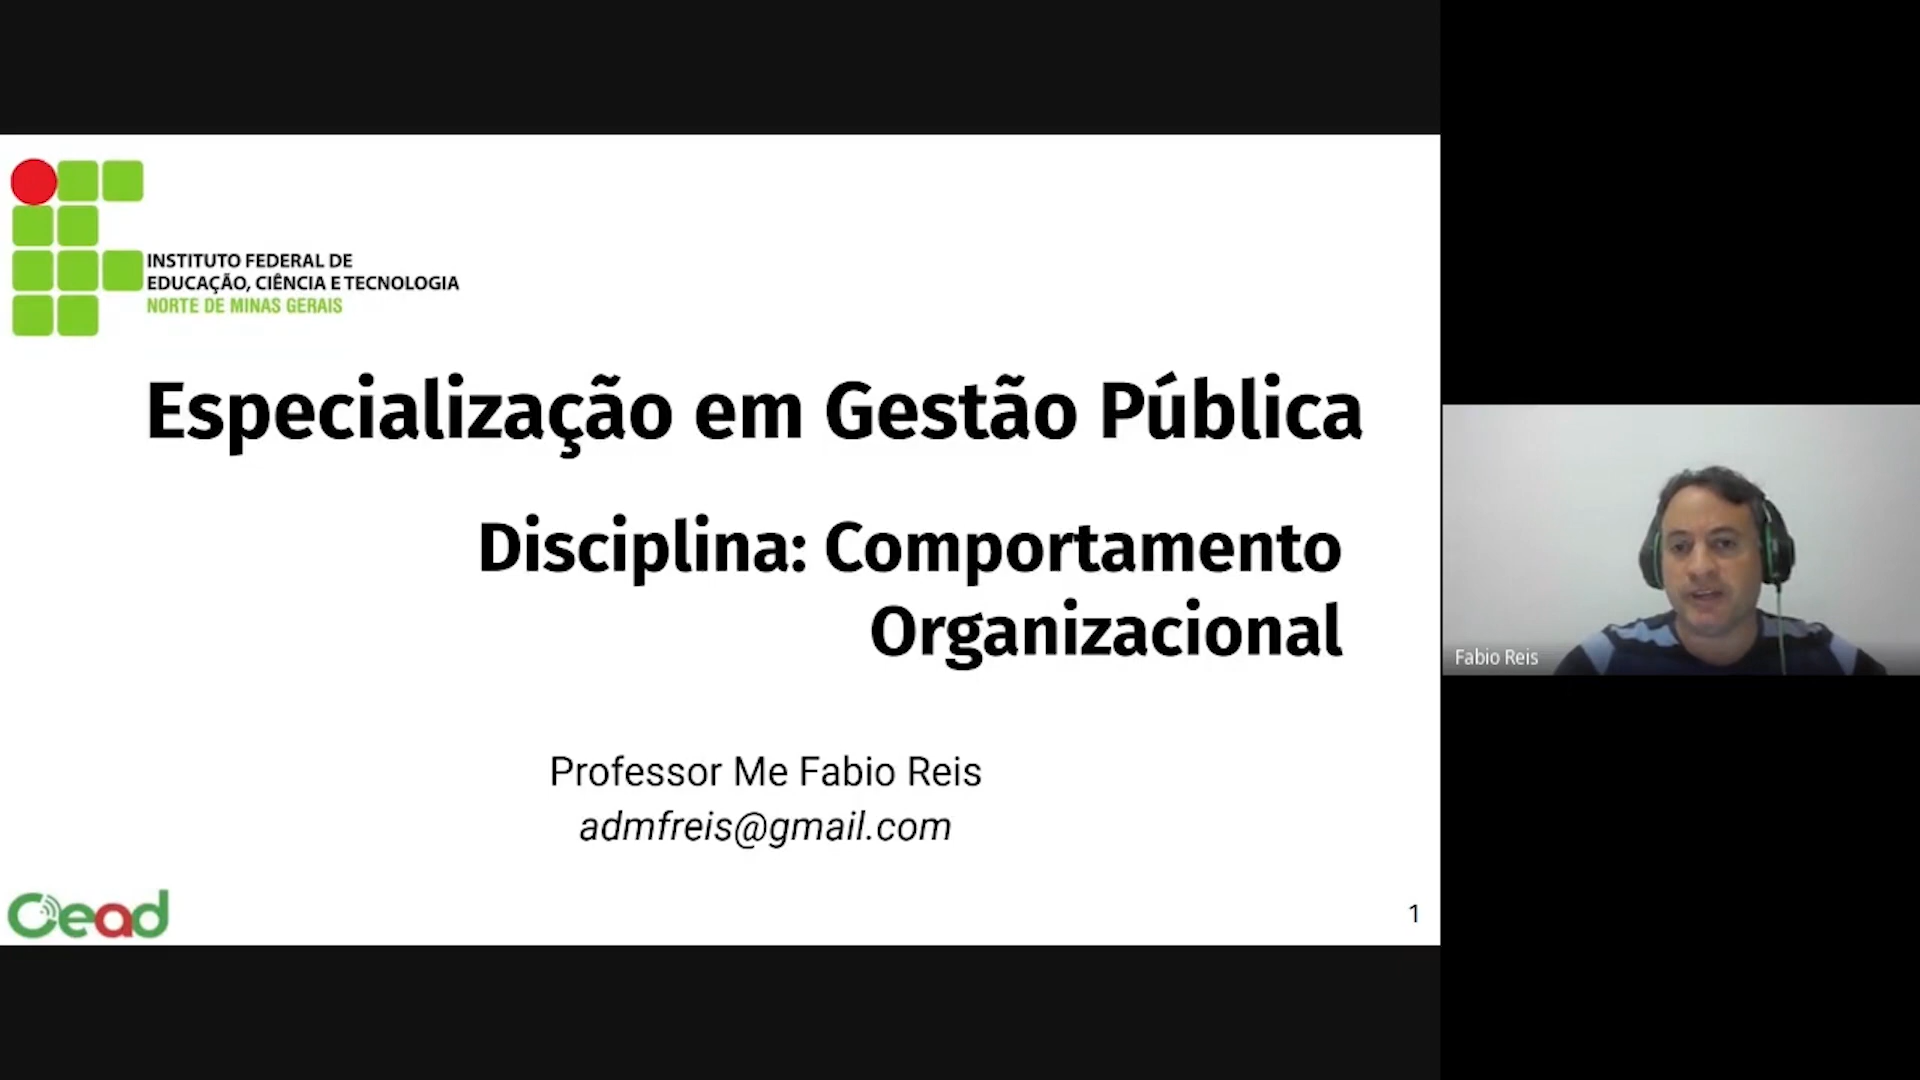 INSTITUTO FEDERAL DE
EDUCAÇÃO, CIÊNCIA E TECNOLOGIA
NORTE DE MINAS GERAIS
Especialização em Gestão Pública
Disciplina: Comportamento
Organizacional
Professor Me Fabio Reis
admfreis@gmail.com
Cead
1
Fabio Reis